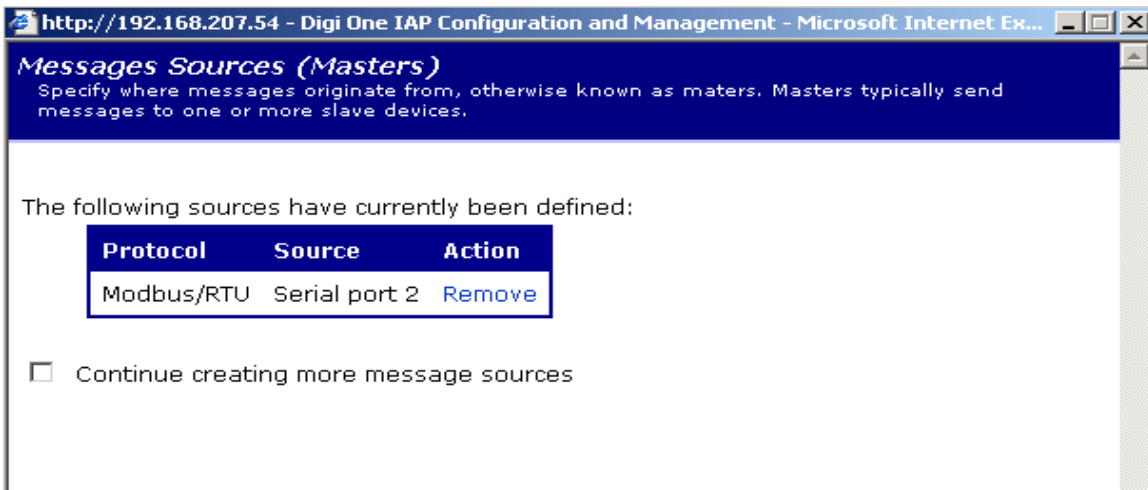 http://192.168.207.54 - Digi One IAP Configuration and Management - Microsoft Internet Ex...
Messages Sources (Masters)
Specify where messages originate from, otherwise known as maters. Masters typically send
messages to one or more slave devices.
The following sources have currently been defined:
Protocol Source Action
Modbus/RTU Serial port 2 Remove
Continue creating more message sources